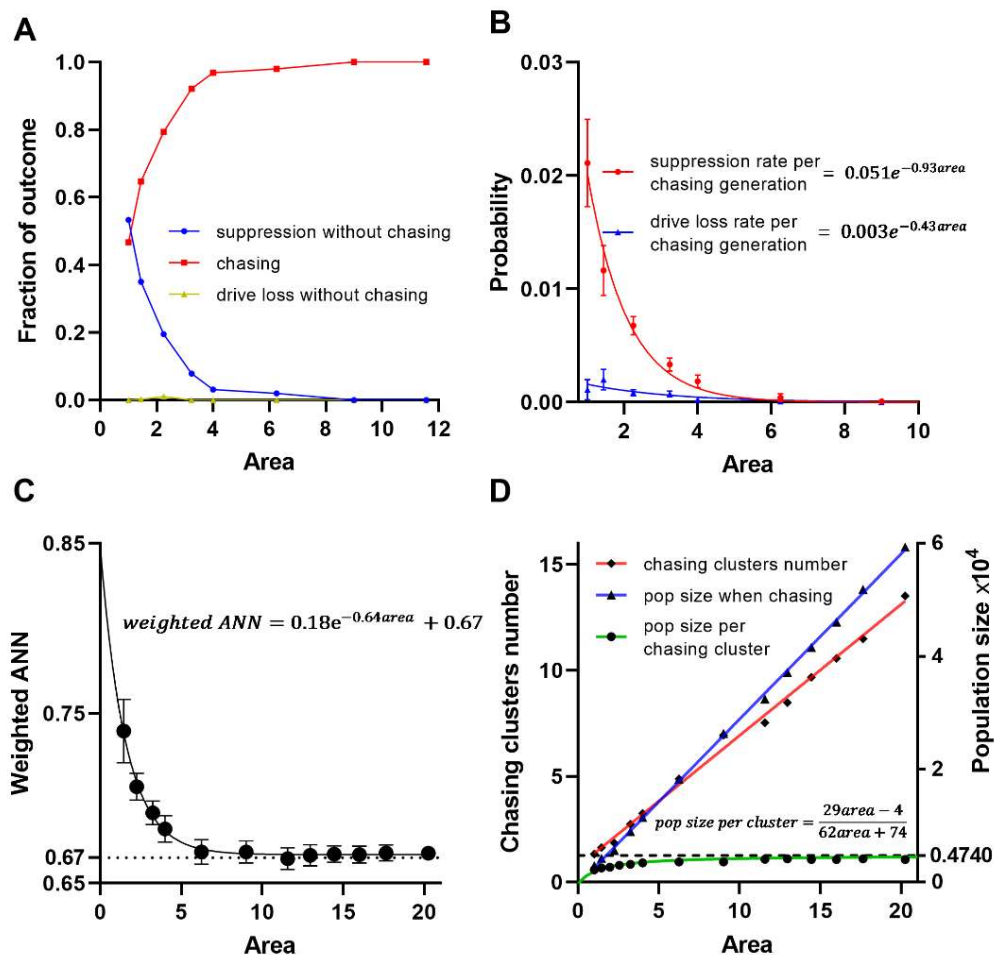 A
Fraction of outcome
1.0
0.8
0.6
0.4
0.2
0.0
suppression without chasing
chasing
drive loss without chasing
0 2 4 6 8 10 12
Area
B
Probability
0.03
0.02
0.01
0.00
suppression rate per
chasing generation = 0.051e^{−0.93area}
drive loss rate per
chasing generation = 0.003e^{−0.43area}
2 4 6 8 10
Area
C
Weighted ANN
0.85
0.75
0.67
0.65
weighted ANN = 0.18e^{−0.64area} + 0.67
0 5 10 15 20
Area
D
Chasing clusters number
15
10
5
0
chasing clusters number
pop size when chasing
pop size per
chasing cluster
pop size per cluster = \frac{29area − 4}{62area + 74}
6
4
2
0.4740
0
Population size x10^4
0 5 10 15 20
Area